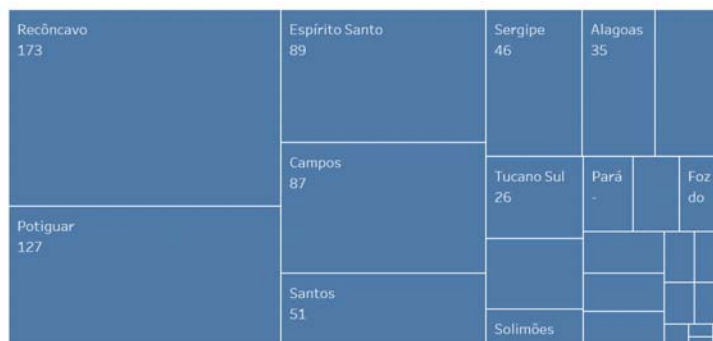 Recôncavo
173
Potiguar
127
Espírito Santo
89
Campos
87
Santos
51
Sergipe
46
Alagoas
35
Tucano Sul
26
Pará
-
Foz
do
Solimões